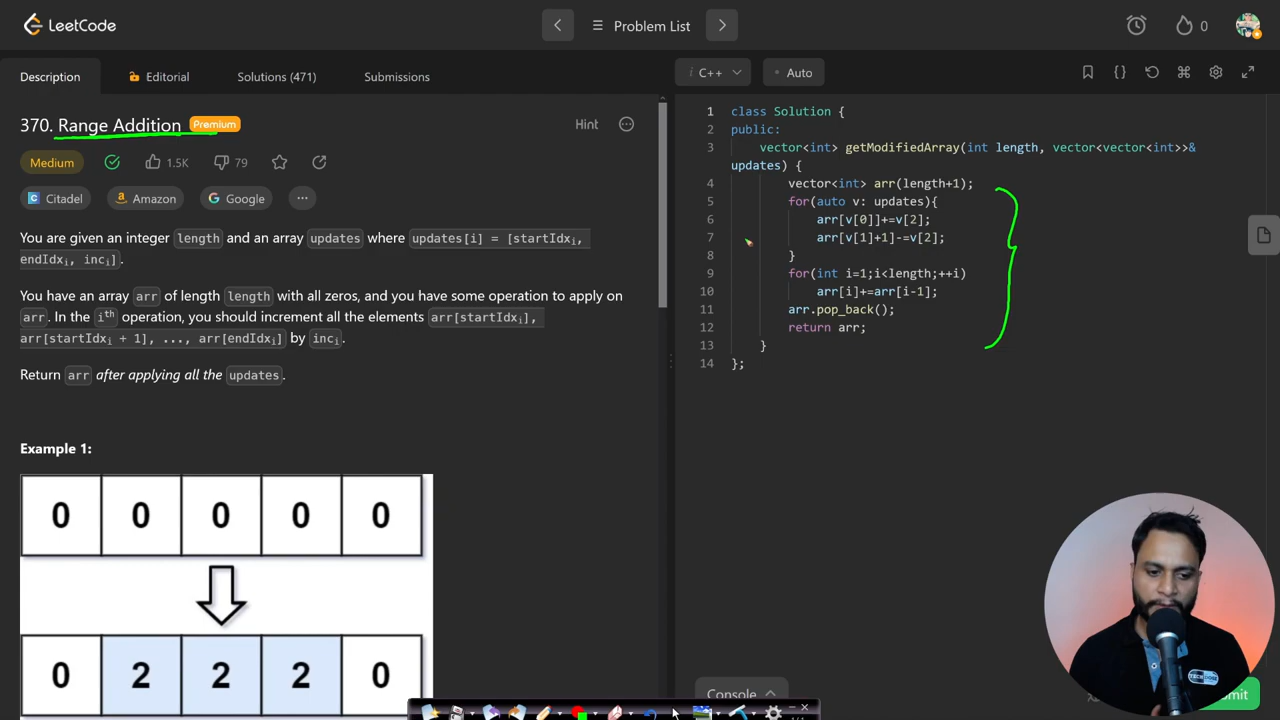 LeetCode
Problem List
0
Description
Editorial
Solutions (471)
Submissions
370. Range Addition
Premium
Hint
Medium
1.5K
79
Citadel
Amazon
Google
...
You are given an integer length and an array updates where updates[i] = [startIdxi,
endIdxi, inci].
You have an array arr of length length with all zeros, and you have some operation to apply on
arr. In the ith operation, you should increment all the elements arr[startIdxi],
arr[startIdxi + 1], ..., arr[endIdxi] by inci.
Return arr after applying all the updates.
Example 1:
0 0 0 0 0
0 2 2 2 0
i C++
Auto
1 class Solution {
2 public:
3 vector<int> getModifiedArray(int length, vector<vector<int>>&
updates) {
4 vector<int> arr(length+1);
5 for(auto v: updates){
6 arr[v[0]]+=v[2];
7 arr[v[1]+1]-=v[2];
8 }
9 for(int i=1;i<length;++i)
10 arr[i]+=arr[i-1];
11 arr.pop_back();
12 return arr;
13 }
14 };
Console